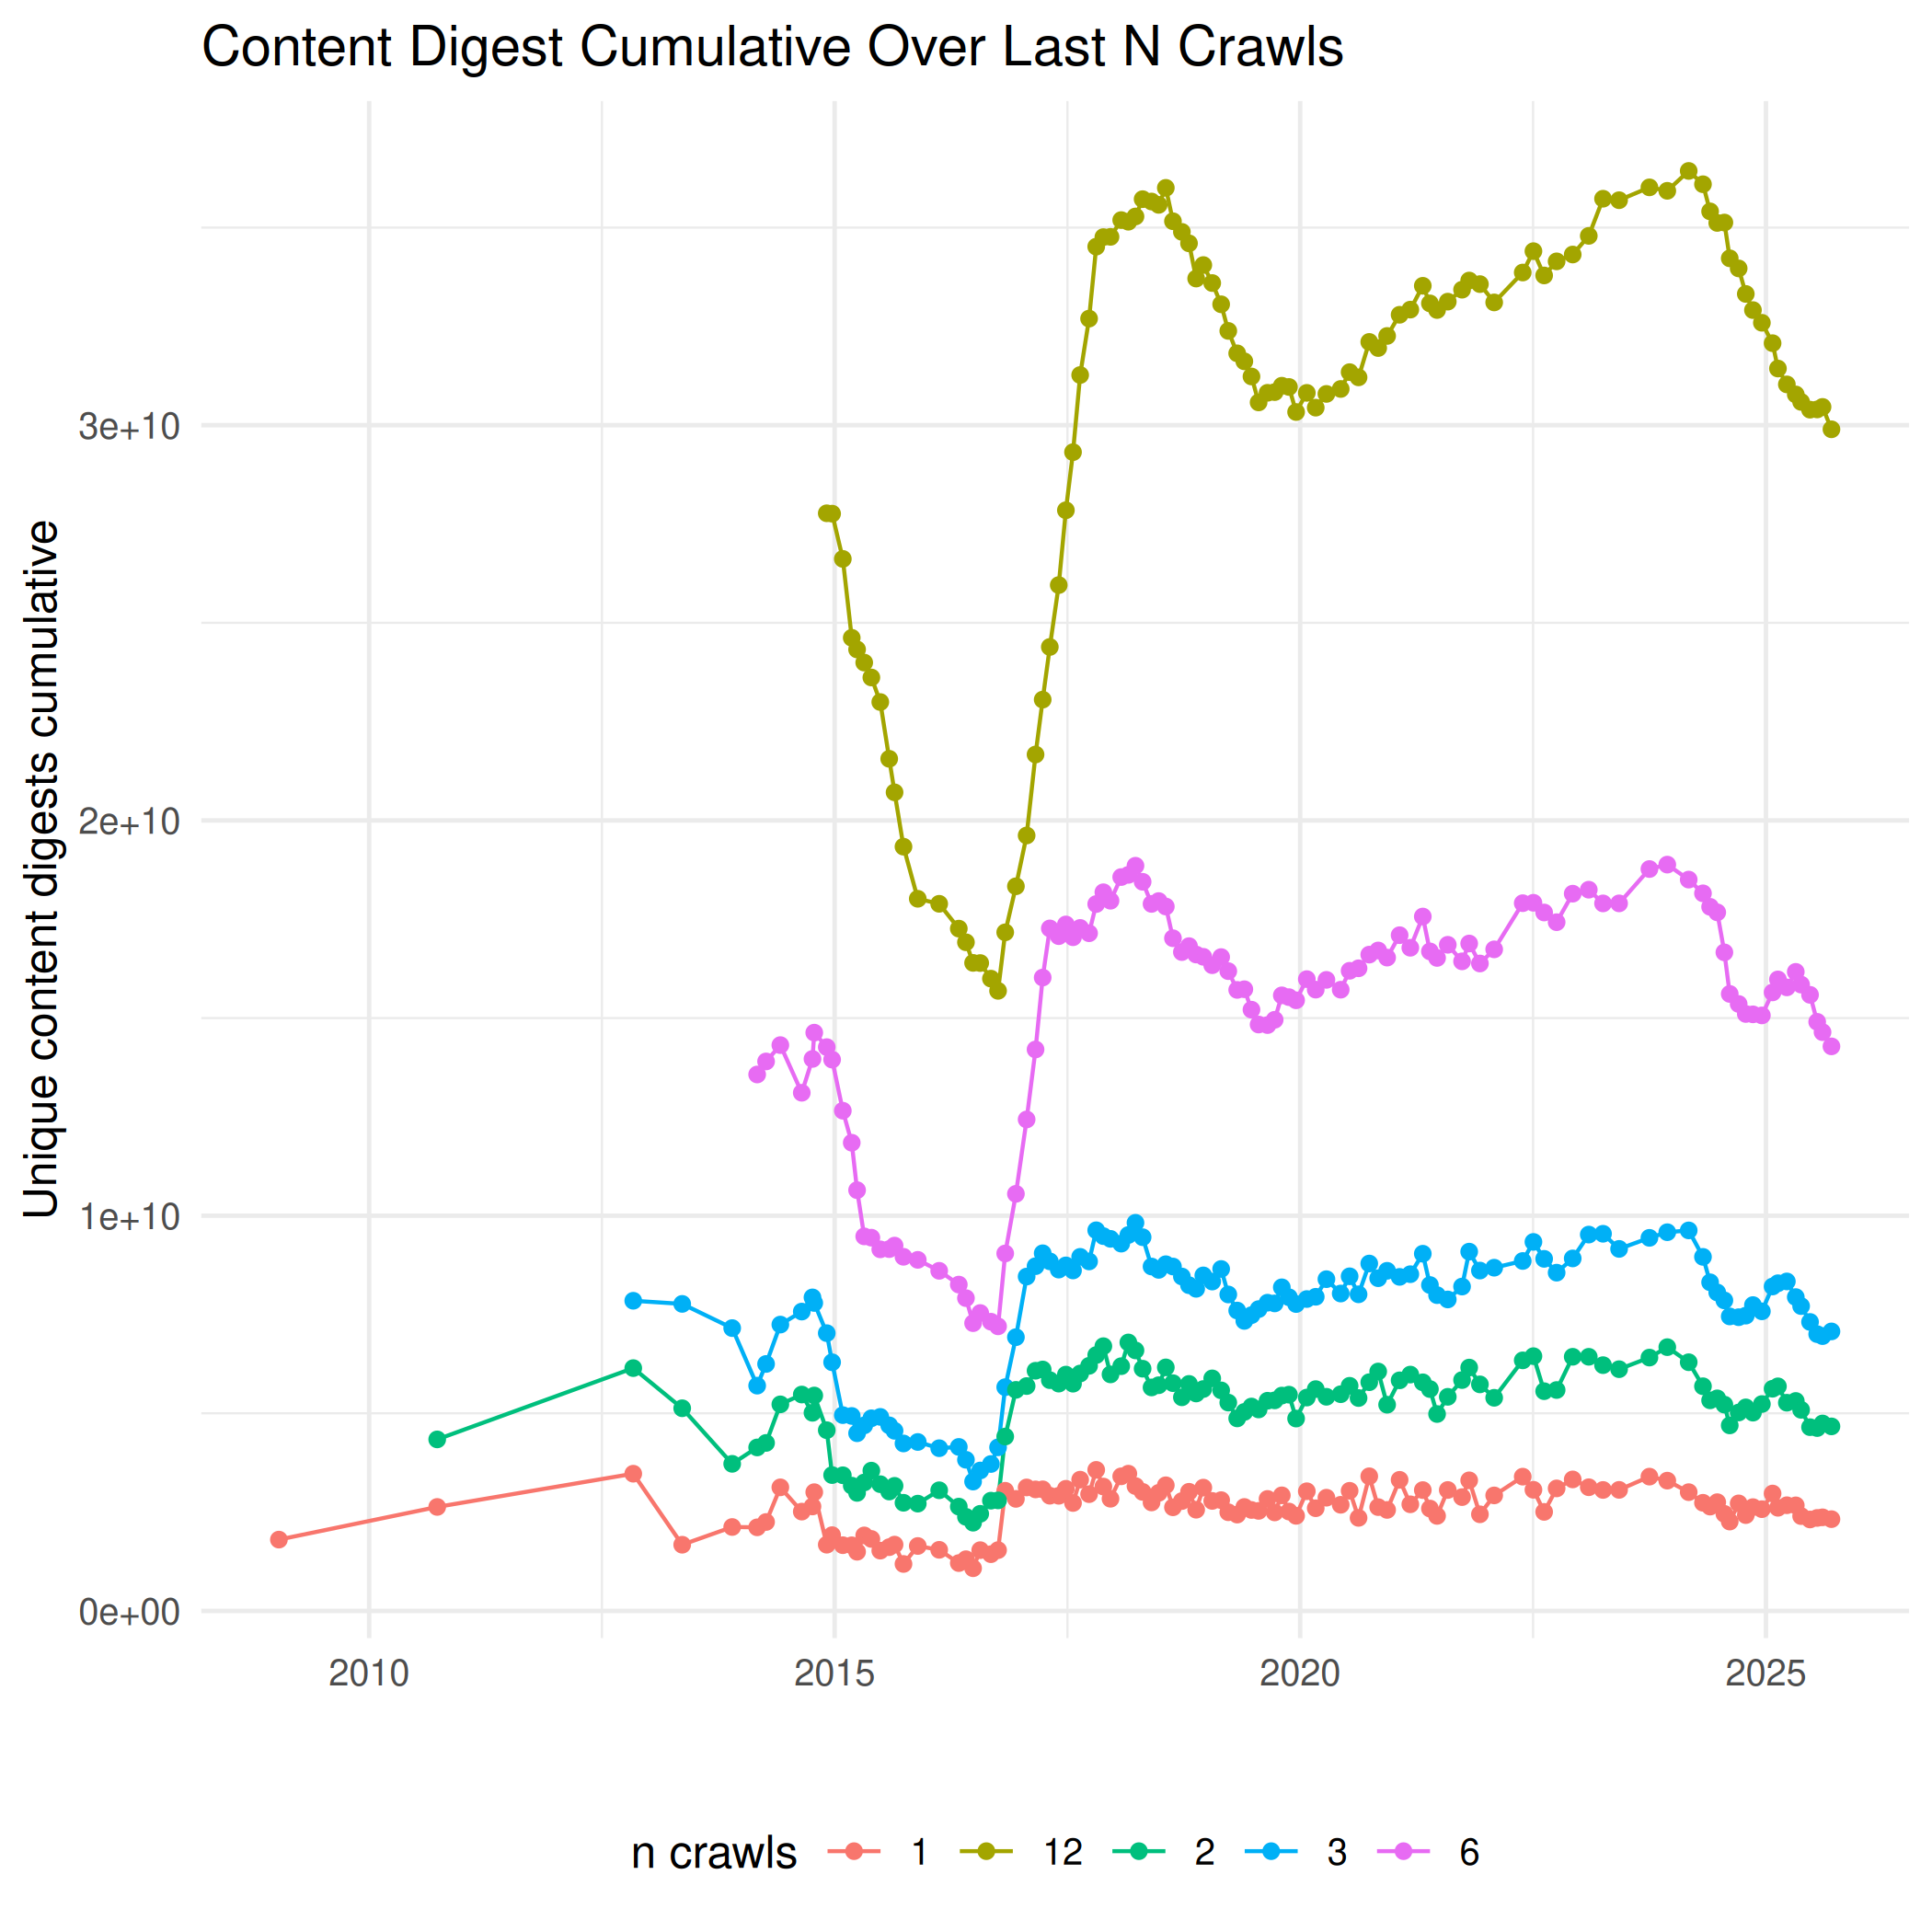 Content Digest Cumulative Over Last N Crawls
Unique content digests cumulative
3e+10
2e+10
1e+10
0e+00
2010 2015 2020 2025
n crawls 1 12 2 3 6